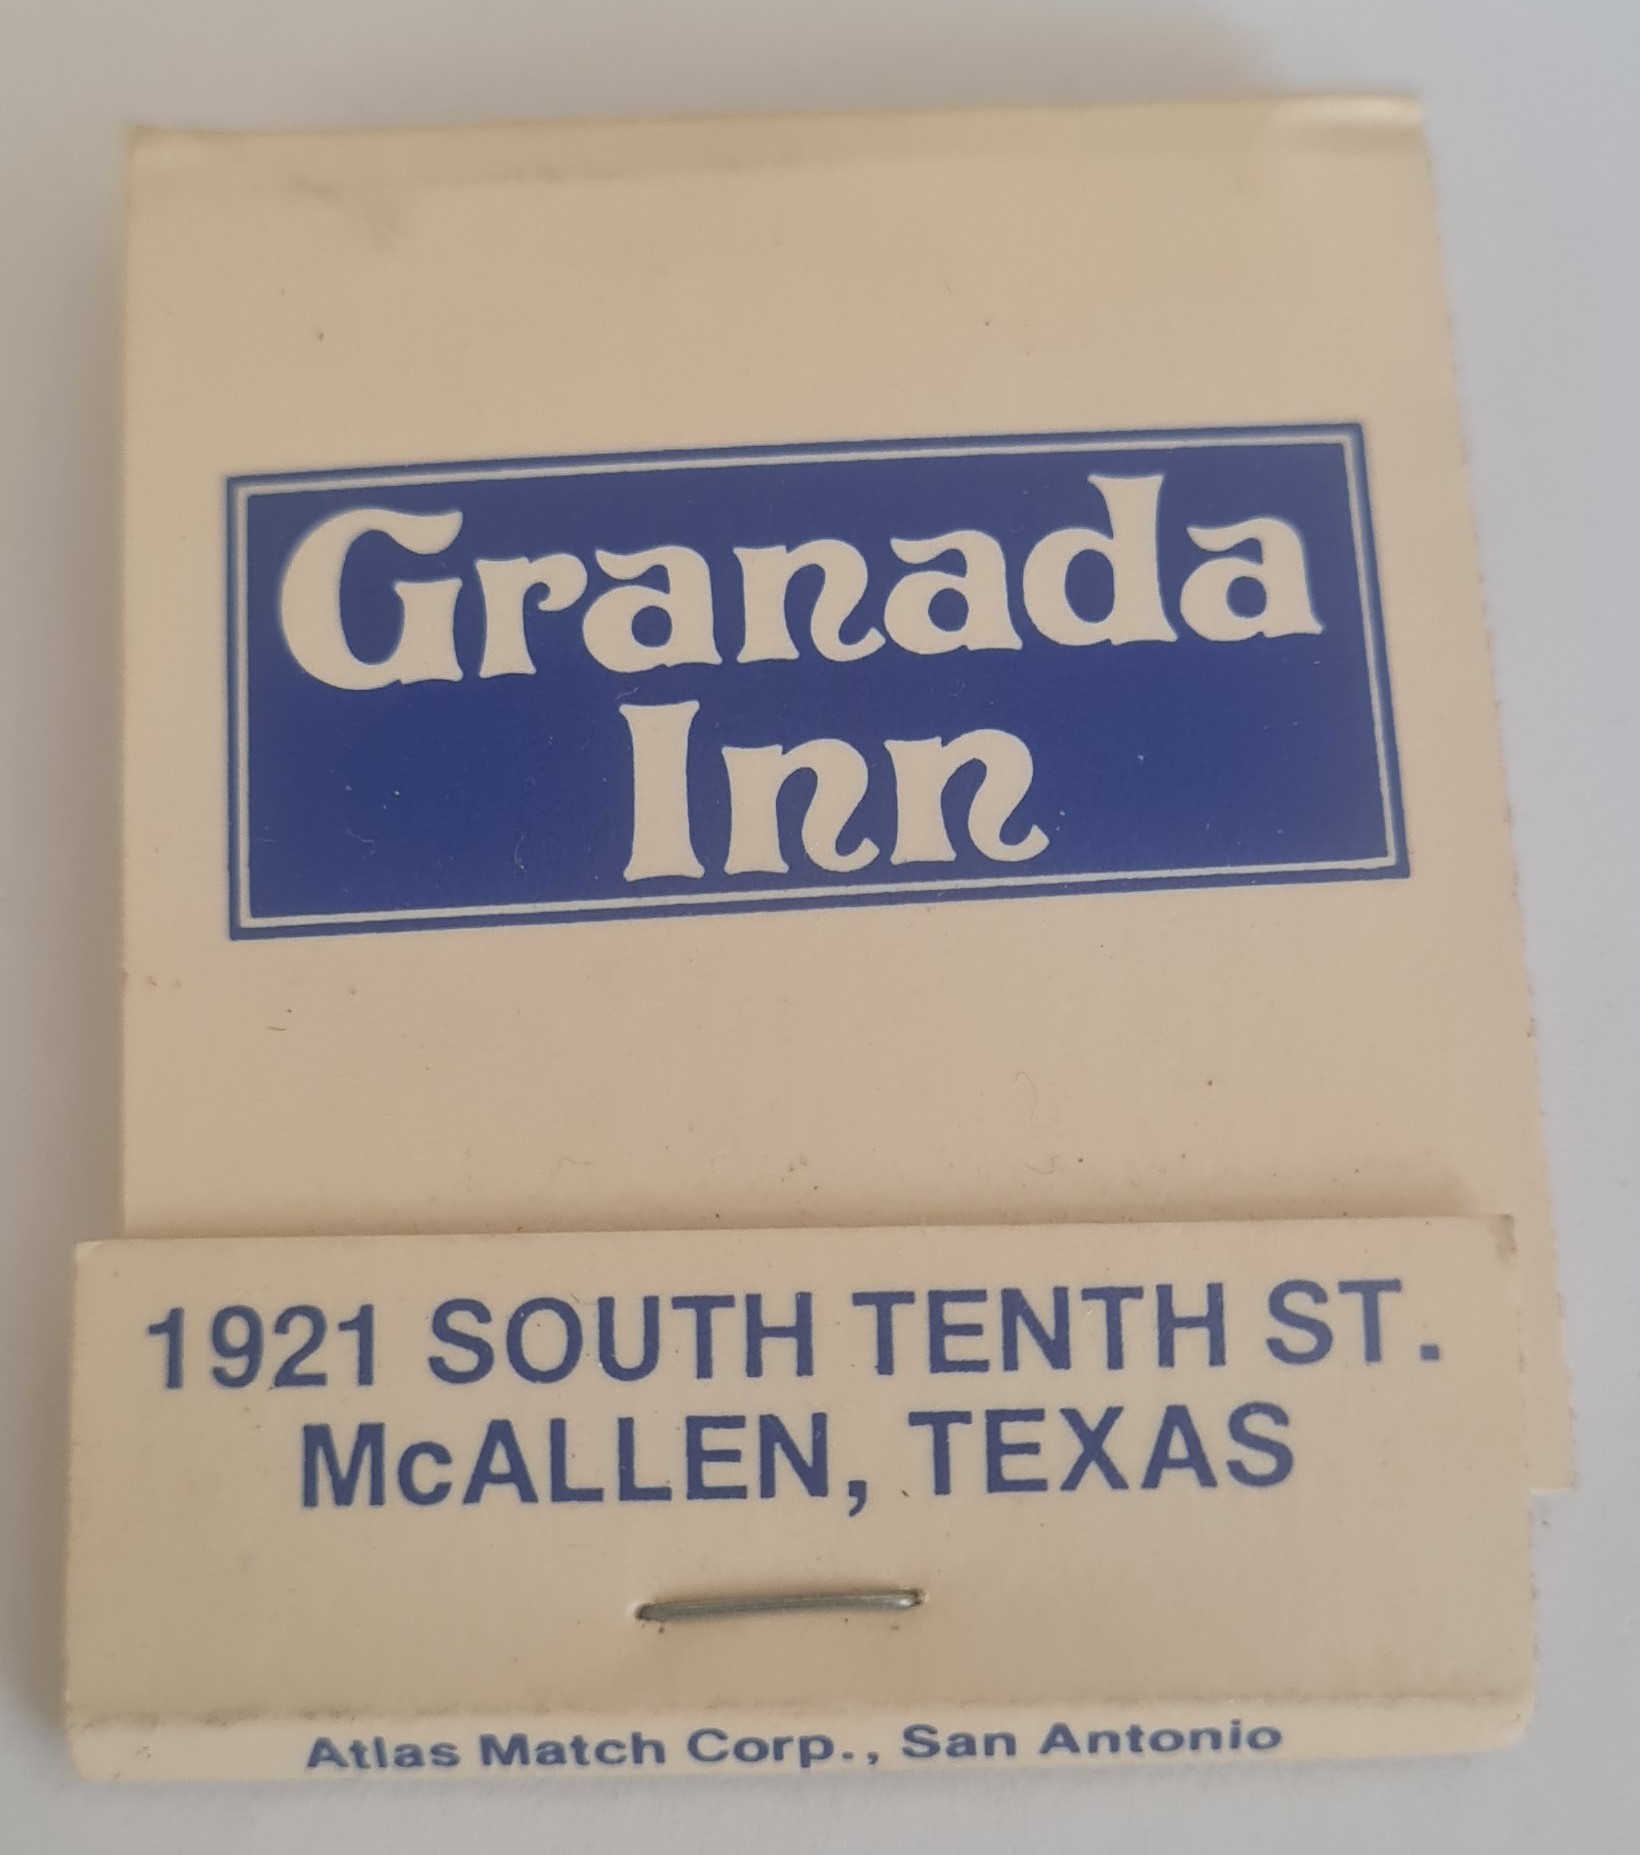 Granada
Inn
1921 SOUTH TENTH ST.
McALLEN, TEXAS
Atlas Match Corp., San Antonio